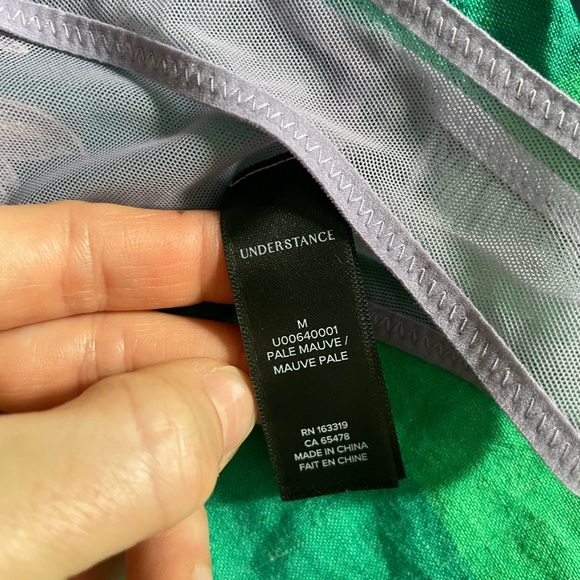 UNDERSTANCE
M
U00640001
PALE MAUVE /
MAUVE PALE
RN 163319
CA 65478
MADE IN CHINA
FAIT EN CHINE